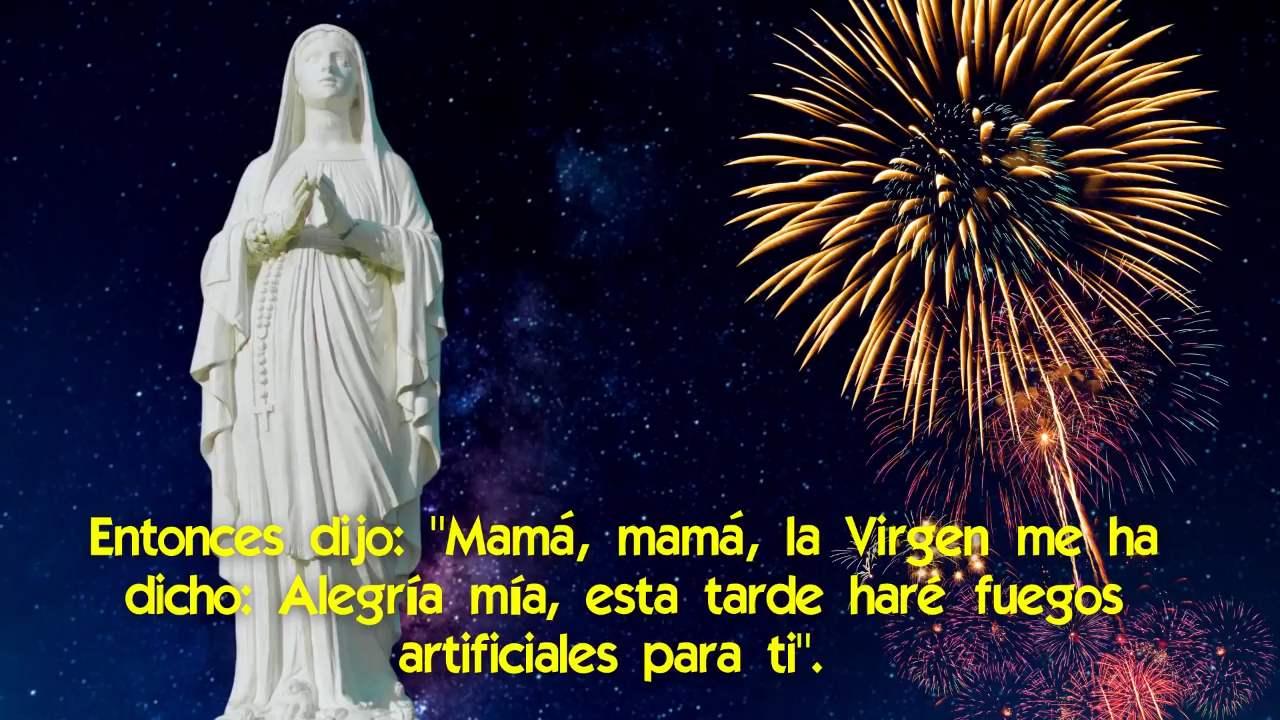 Entonces dijo: "Mamá, mamá, la Virgen me ha
dicho: Alegría mía, esta tarde haré fuegos
artificiales para ti".